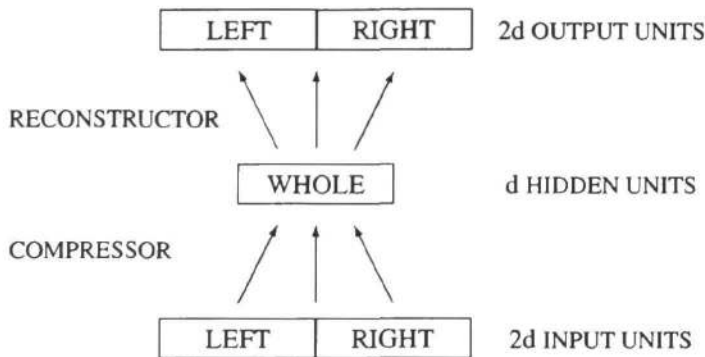 LEFT RIGHT 2d OUTPUT UNITS
RECONSTRUCTOR
WHOLE d HIDDEN UNITS
COMPRESSOR
LEFT RIGHT 2d INPUT UNITS